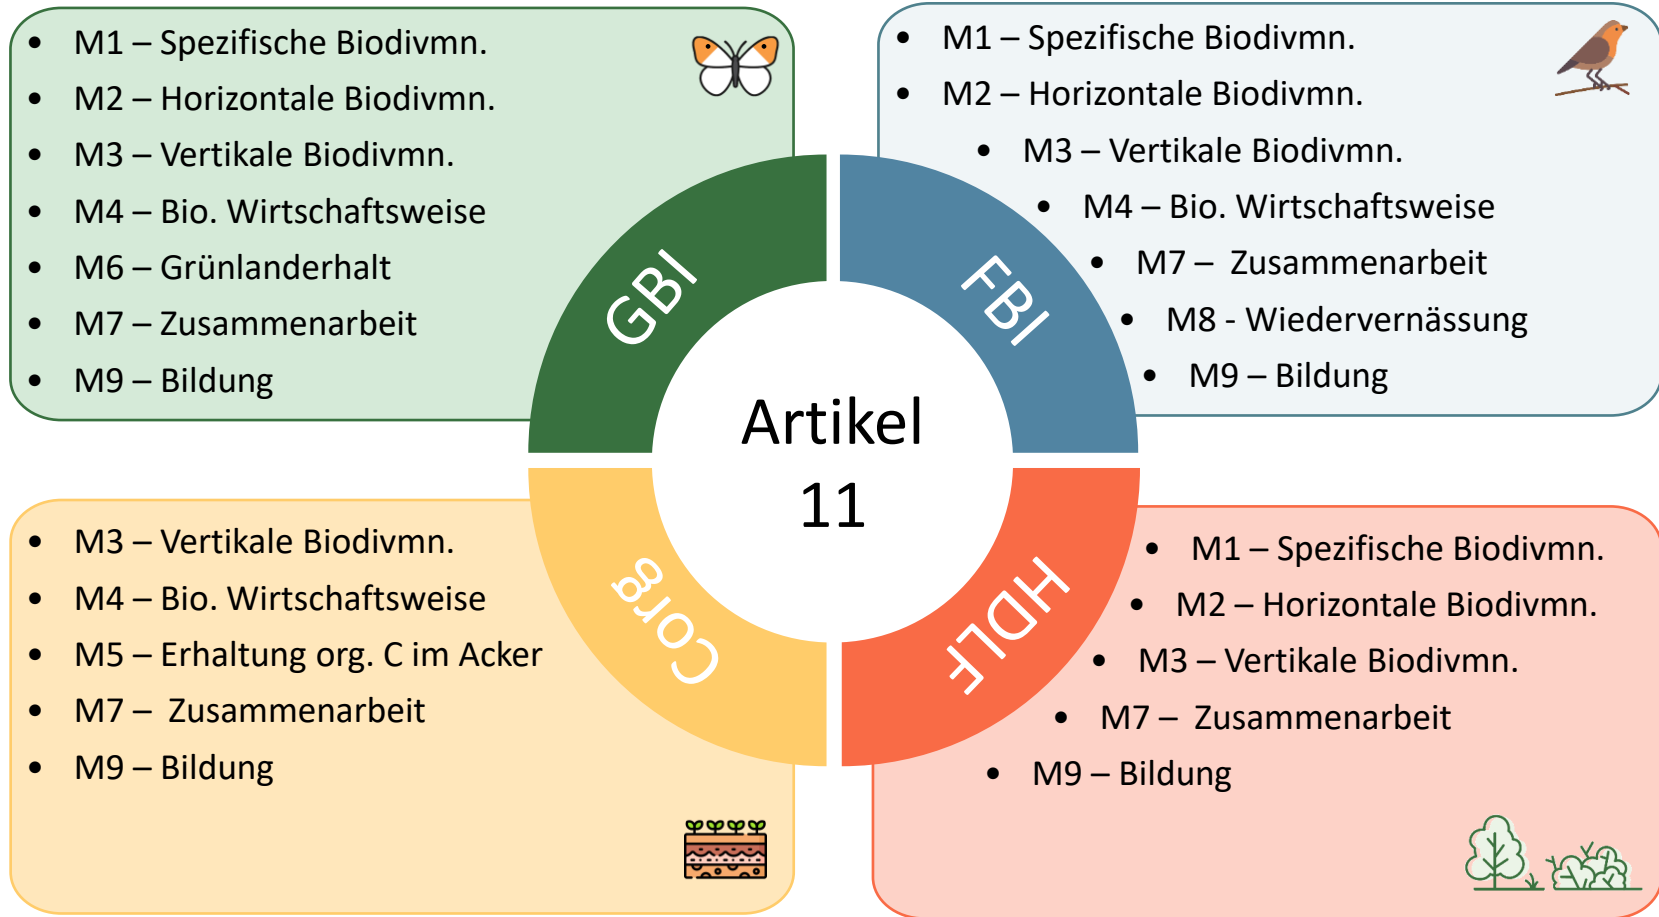 • M1 – Spezifische Biodivmn.
• M2 – Horizontale Biodivmn.
• M3 – Vertikale Biodivmn.
• M4 – Bio. Wirtschaftsweise
• M6 – Grünlanderhalt
• M7 – Zusammenarbeit
• M9 – Bildung
• M1 – Spezifische Biodivmn.
• M2 – Horizontale Biodivmn.
• M3 – Vertikale Biodivmn.
• M4 – Bio. Wirtschaftsweise
• M7 – Zusammenarbeit
• M8 - Wiedervernässung
• M9 – Bildung
GBI
FBI
Artikel
11
Corg
HDLF
• M3 – Vertikale Biodivmn.
• M4 – Bio. Wirtschaftsweise
• M5 – Erhaltung org. C im Acker
• M7 – Zusammenarbeit
• M9 – Bildung
• M1 – Spezifische Biodivmn.
• M2 – Horizontale Biodivmn.
• M3 – Vertikale Biodivmn.
• M7 – Zusammenarbeit
• M9 – Bildung